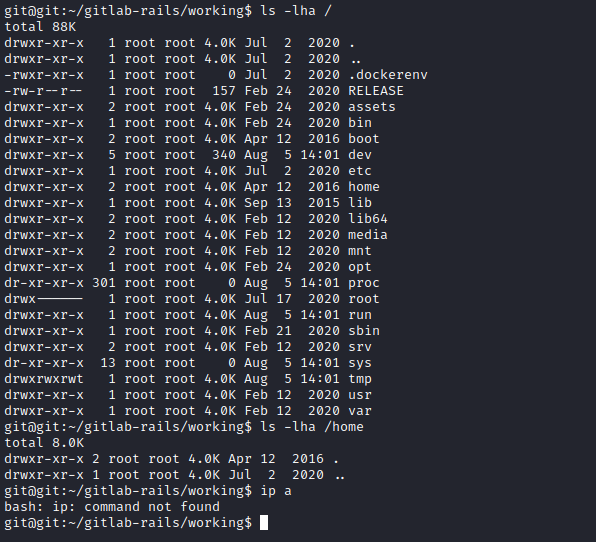 git@git:~/gitlab-rails/working$ ls -lha /
total 88K
drwxr-xr-x   1 root root 4.0K Jul  2  2020 .
drwxr-xr-x   1 root root 4.0K Jul  2  2020 ..
-rwxr-xr-x   1 root root    0 Jul  2  2020 .dockerenv
-rw-r--r--   1 root root  157 Feb 24  2020 RELEASE
drwxr-xr-x   2 root root 4.0K Feb 24  2020 assets
drwxr-xr-x   1 root root 4.0K Feb 24  2020 bin
drwxr-xr-x   2 root root 4.0K Apr 12  2016 boot
drwxr-xr-x   5 root root  340 Aug  5 14:01 dev
drwxr-xr-x   1 root root 4.0K Jul  2  2020 etc
drwxr-xr-x   2 root root 4.0K Apr 12  2016 home
drwxr-xr-x   1 root root 4.0K Sep 13  2015 lib
drwxr-xr-x   2 root root 4.0K Feb 12  2020 lib64
drwxr-xr-x   2 root root 4.0K Feb 12  2020 media
drwxr-xr-x   2 root root 4.0K Feb 12  2020 mnt
drwxr-xr-x   1 root root 4.0K Feb 24  2020 opt
dr-xr-xr-x 301 root root    0 Aug  5 14:01 proc
drwx------   1 root root 4.0K Jul 17  2020 root
drwxr-xr-x   1 root root 4.0K Aug  5 14:01 run
drwxr-xr-x   1 root root 4.0K Feb 21  2020 sbin
drwxr-xr-x   2 root root 4.0K Feb 12  2020 srv
dr-xr-xr-x  13 root root    0 Aug  5 14:01 sys
drwxrwxrwt   1 root root 4.0K Aug  5 14:01 tmp
drwxr-xr-x   1 root root 4.0K Feb 12  2020 usr
drwxr-xr-x   1 root root 4.0K Feb 12  2020 var
git@git:~/gitlab-rails/working$ ls -lha /home
total 8.0K
drwxr-xr-x 2 root root 4.0K Apr 12  2016 .
drwxr-xr-x 1 root root 4.0K Jul  2  2020 ..
git@git:~/gitlab-rails/working$ ip a
bash: ip: command not found
git@git:~/gitlab-rails/working$